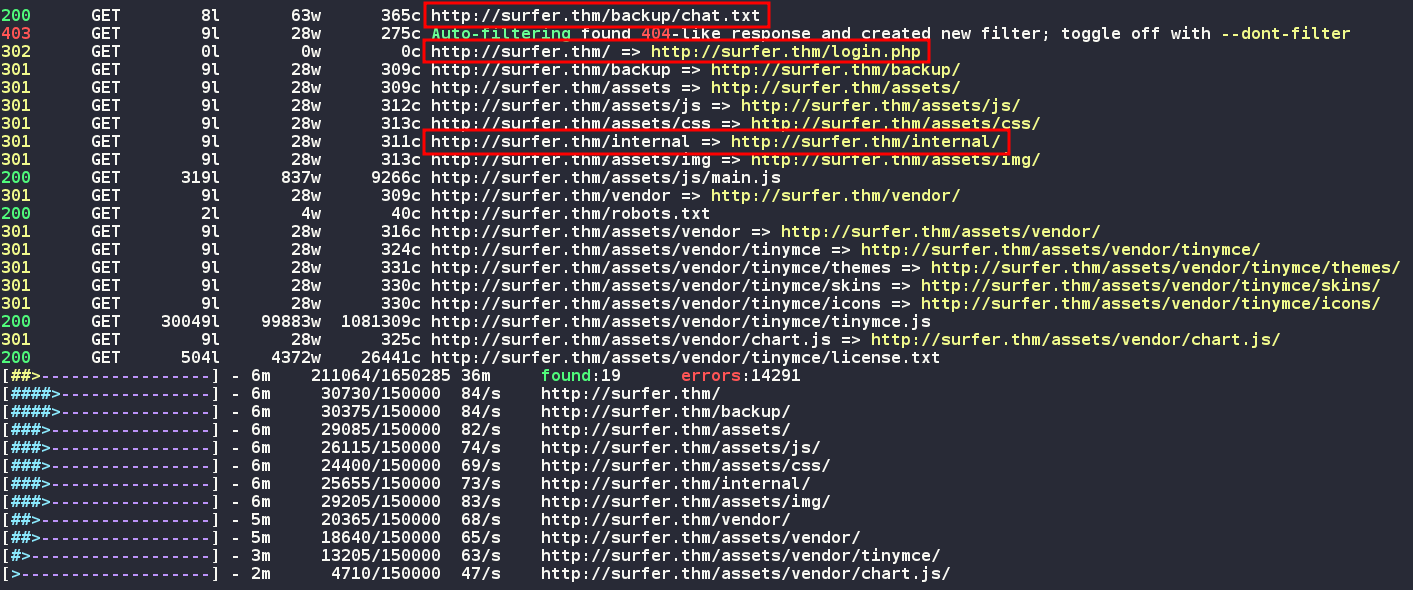 200 GET 8l 63w 365c http://surfer.thm/backup/chat.txt
403 GET 9l 28w 275c Auto-filtering found 404-like response and created new filter; toggle off with --dont-filter
302 GET 0l 0w 0c http://surfer.thm/ => http://surfer.thm/login.php
301 GET 9l 28w 309c http://surfer.thm/backup => http://surfer.thm/backup/
301 GET 9l 28w 309c http://surfer.thm/assets => http://surfer.thm/assets/
301 GET 9l 28w 312c http://surfer.thm/assets/js => http://surfer.thm/assets/js/
301 GET 9l 28w 313c http://surfer.thm/assets/css => http://surfer.thm/assets/css/
301 GET 9l 28w 311c http://surfer.thm/internal => http://surfer.thm/internal/
301 GET 9l 28w 313c http://surfer.thm/assets/img => http://surfer.thm/assets/img/
200 GET 319l 837w 9266c http://surfer.thm/assets/js/main.js
301 GET 9l 28w 309c http://surfer.thm/vendor => http://surfer.thm/vendor/
200 GET 2l 4w 40c http://surfer.thm/robots.txt
301 GET 9l 28w 316c http://surfer.thm/assets/vendor => http://surfer.thm/assets/vendor/
301 GET 9l 28w 324c http://surfer.thm/assets/vendor/tinymce => http://surfer.thm/assets/vendor/tinymce/
301 GET 9l 28w 331c http://surfer.thm/assets/vendor/tinymce/themes => http://surfer.thm/assets/vendor/tinymce/themes/
301 GET 9l 28w 330c http://surfer.thm/assets/vendor/tinymce/skins => http://surfer.thm/assets/vendor/tinymce/skins/
301 GET 9l 28w 330c http://surfer.thm/assets/vendor/tinymce/icons => http://surfer.thm/assets/vendor/tinymce/icons/
200 GET 30049l 99883w 1081309c http://surfer.thm/assets/vendor/tinymce/tinymce.js
301 GET 9l 28w 325c http://surfer.thm/assets/vendor/chart.js => http://surfer.thm/assets/vendor/chart.js/
200 GET 504l 4372w 26441c http://surfer.thm/assets/vendor/tinymce/license.txt
[##>-----------------] - 6m 211064/1650285 36m found:19 errors:14291
[####>---------------] - 6m 30730/150000 84/s http://surfer.thm/
[####>---------------] - 6m 30375/150000 84/s http://surfer.thm/backup/
[###>----------------] - 6m 29085/150000 82/s http://surfer.thm/assets/
[###>----------------] - 6m 26115/150000 74/s http://surfer.thm/assets/js/
[###>----------------] - 6m 24400/150000 69/s http://surfer.thm/assets/css/
[###>----------------] - 6m 25655/150000 73/s http://surfer.thm/internal/
[###>----------------] - 6m 29205/150000 83/s http://surfer.thm/assets/img/
[##>-----------------] - 5m 20365/150000 68/s http://surfer.thm/vendor/
[##>-----------------] - 5m 18640/150000 65/s http://surfer.thm/assets/vendor/
[#>------------------] - 3m 13205/150000 63/s http://surfer.thm/assets/vendor/tinymce/
[>-------------------] - 2m 4710/150000 47/s http://surfer.thm/assets/vendor/chart.js/